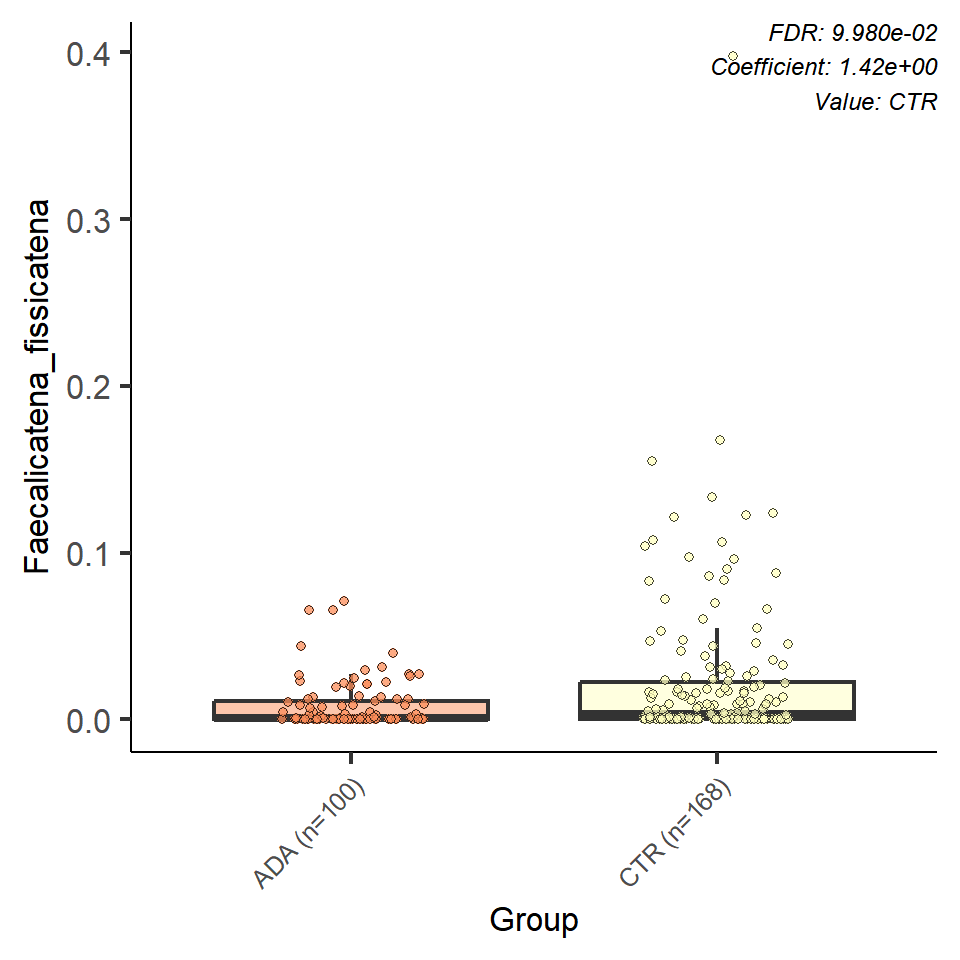 FDR: 9.980e-02
Coefficient: 1.42e+00
Value: CTR
Faecalicatena_fissicatena
0.4
0.3
0.2
0.1
0.0
ADA (n=100)
CTR (n=168)
Group